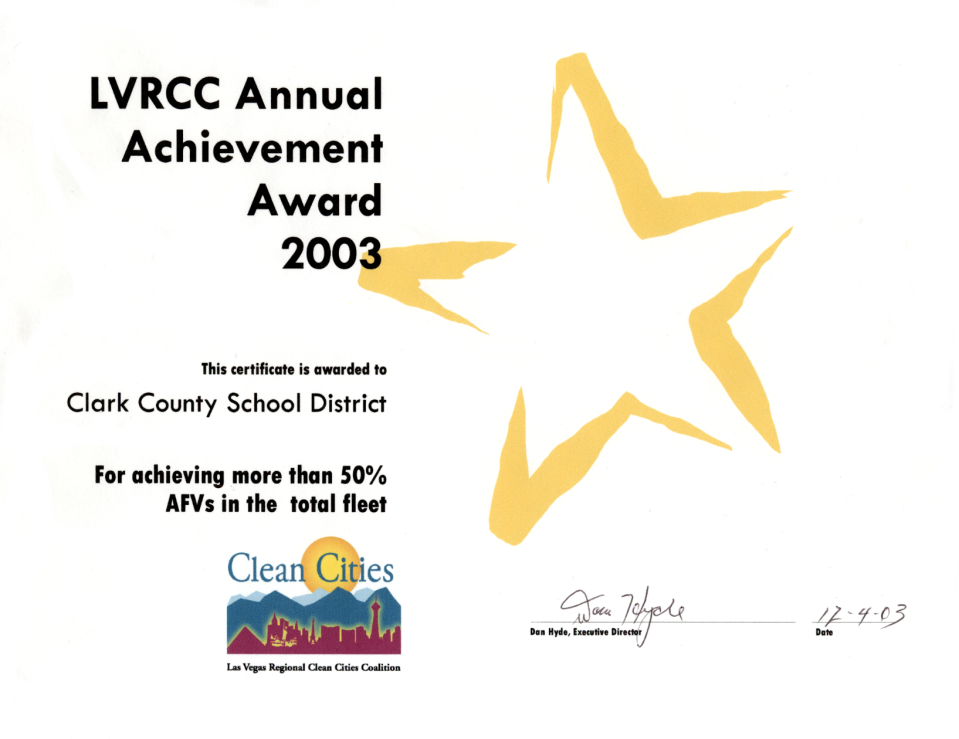 LVRCC Annual
Achievement
Award
2003
This certificate is awarded to
Clark County School District
For achieving more than 50%
AFVs in the total fleet
Clean Cities
Las Vegas Regional Clean Cities Coalition
Dan Hyde
Dan Hyde, Executive Director
12-4-03
Date